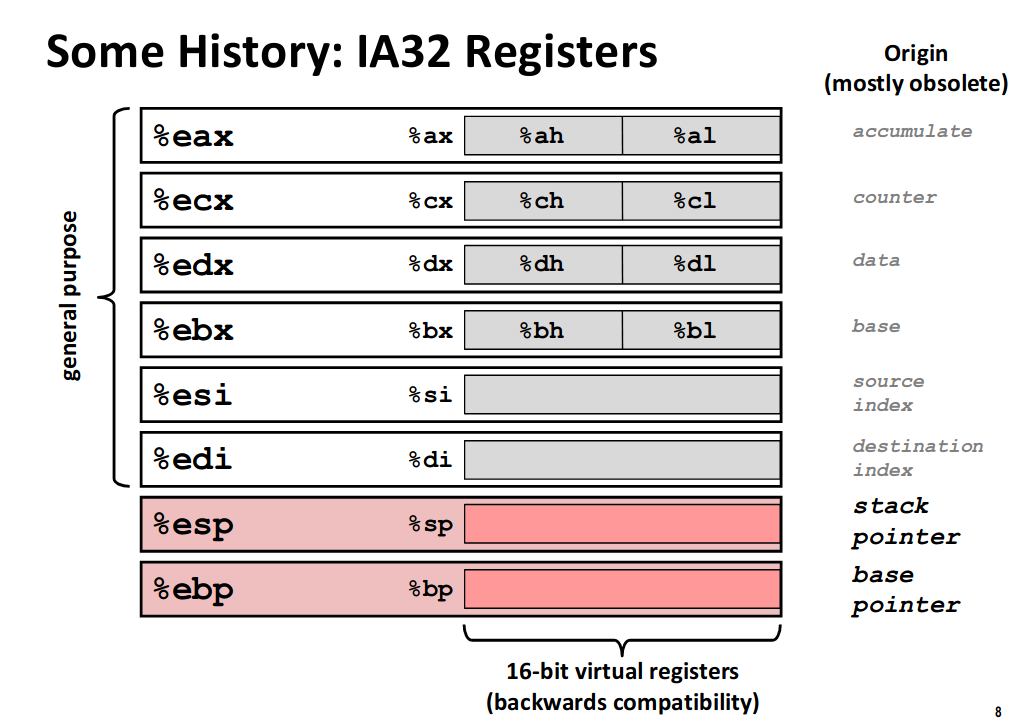 Some History: IA32 Registers
Origin
(mostly obsolete)
general purpose
%eax %ax %ah %al accumulate
%ecx %cx %ch %cl counter
%edx %dx %dh %dl data
%ebx %bx %bh %bl base
%esi %si source
index
%edi %di destination
index
%esp %sp stack
pointer
%ebp %bp base
pointer
16-bit virtual registers
(backwards compatibility)
8